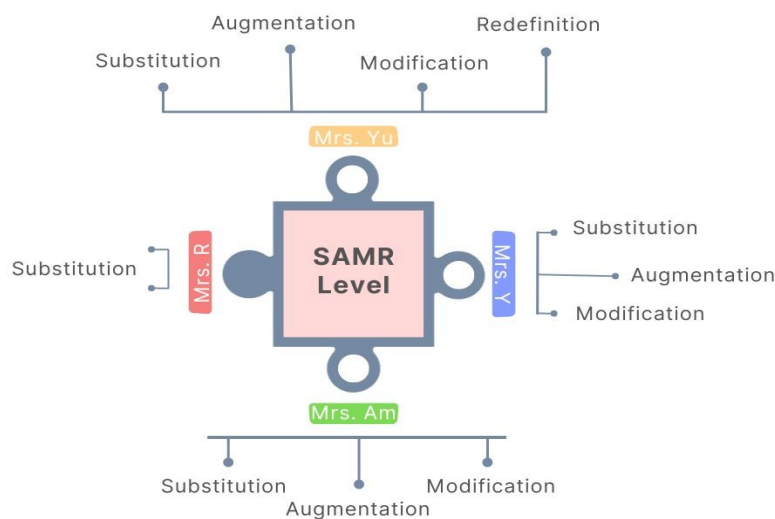 Redefinition
Augmentation
Substitution
Modification
Mrs. Yu
Substitution
Mrs. R
SAMR
Level
Mrs. Y
Substitution
Augmentation
Modification
Mrs. Am
Substitution
Modification
Augmentation